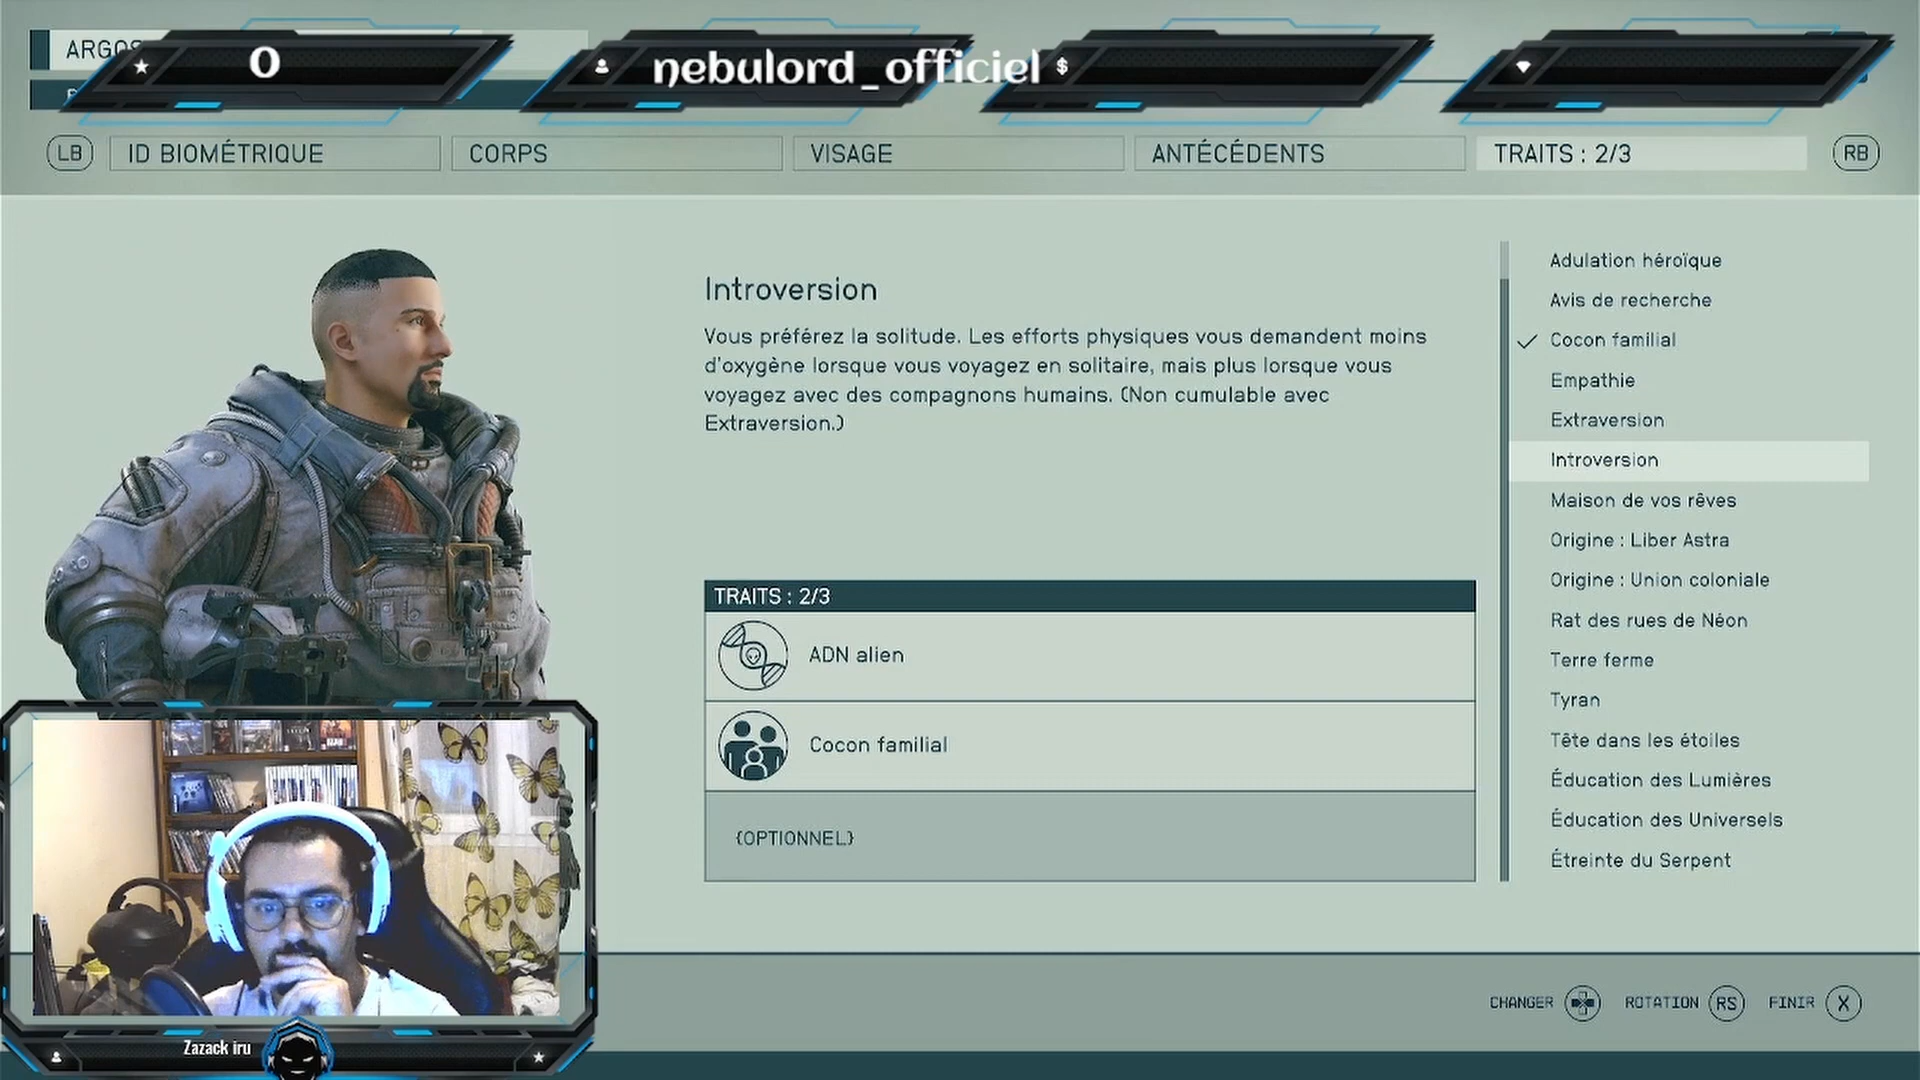 ARGOS
0
nebulord_officiel
$
LB
ID BIOMÉTRIQUE
CORPS
VISAGE
ANTÉCÉDENTS
TRAITS : 2/3
RB
Introversion
Vous préférez la solitude. Les efforts physiques vous demandent moins
d'oxygène lorsque vous voyagez en solitaire, mais plus lorsque vous
voyagez avec des compagnons humains. (Non cumulable avec
Extraversion.)
TRAITS : 2/3
ADN alien
Cocon familial
{OPTIONNEL}
Adulation héroïque
Avis de recherche
Cocon familial
Empathie
Extraversion
Introversion
Maison de vos rêves
Origine : Liber Astra
Origine : Union coloniale
Rat des rues de Néon
Terre ferme
Tyran
Tête dans les étoiles
Éducation des Lumières
Éducation des Universels
Étreinte du Serpent
CHANGER
ROTATION
RS
FINIR
X
Zazack iru